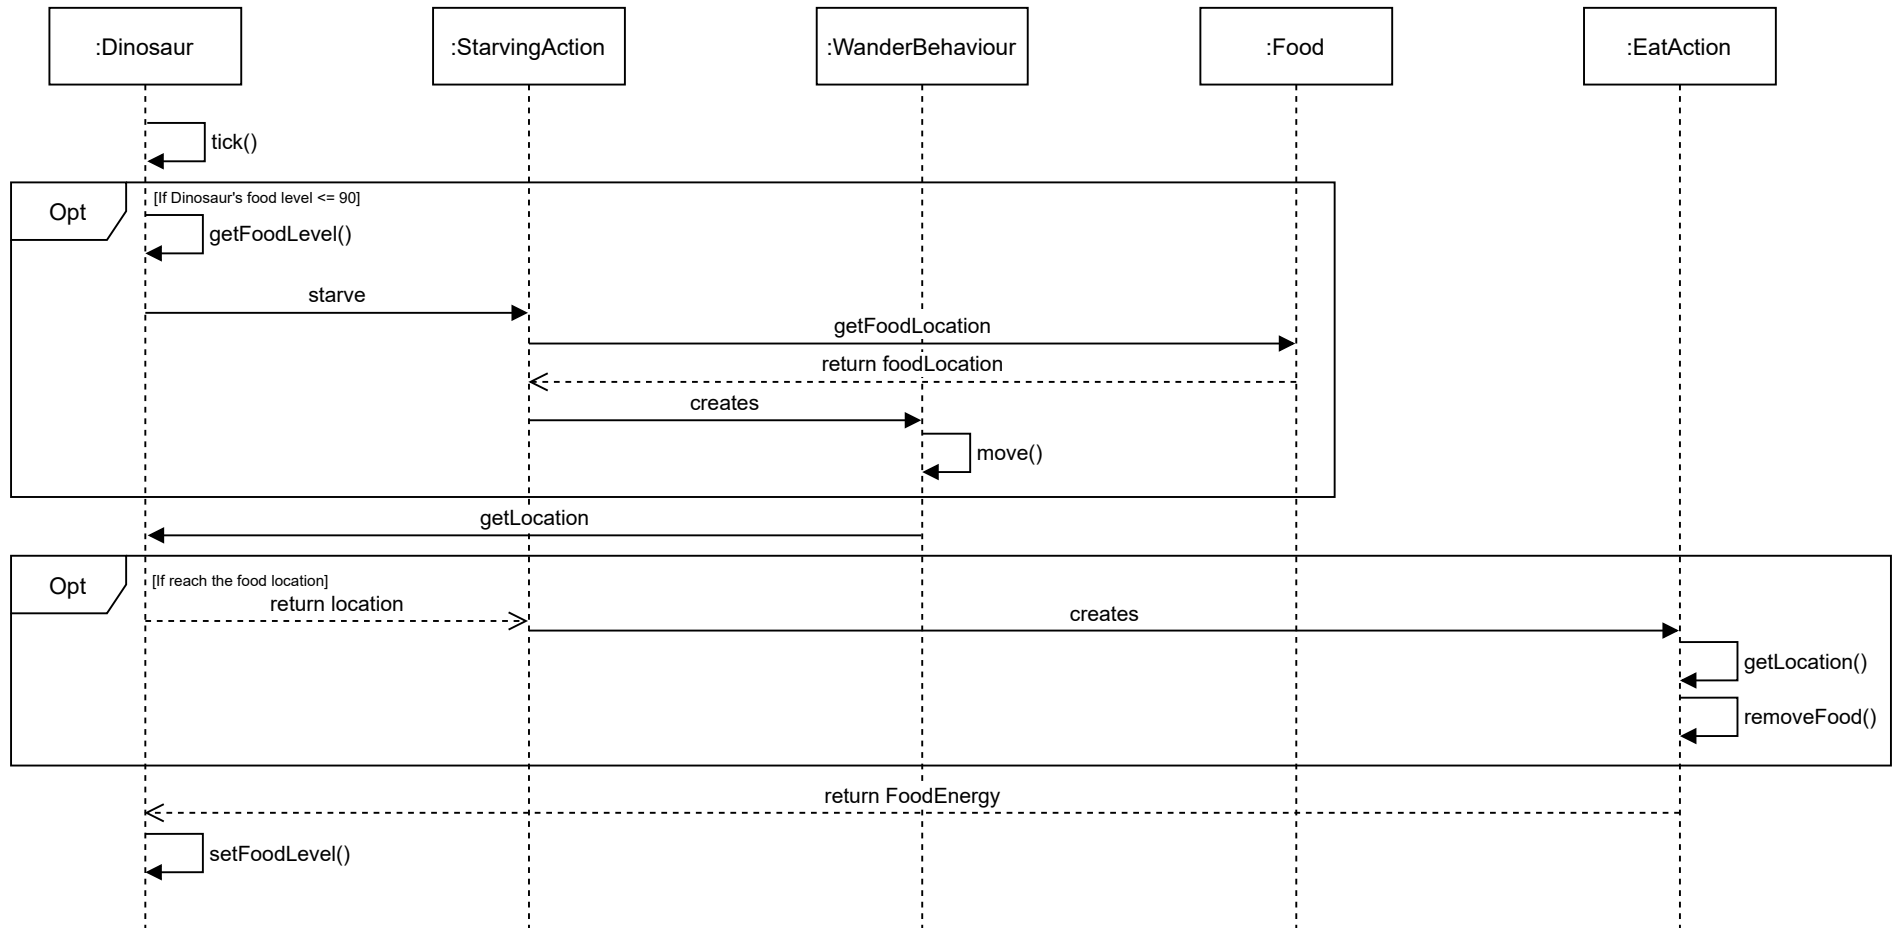 :Dinosaur
:StarvingAction
:WanderBehaviour
:Food
:EatAction
tick()
Opt
[If Dinosaur's food level <= 90]
getFoodLevel()
starve
getFoodLocation
return foodLocation
creates
move()
getLocation
Opt
[If reach the food location]
return location
creates
getLocation()
removeFood()
return FoodEnergy
setFoodLevel()